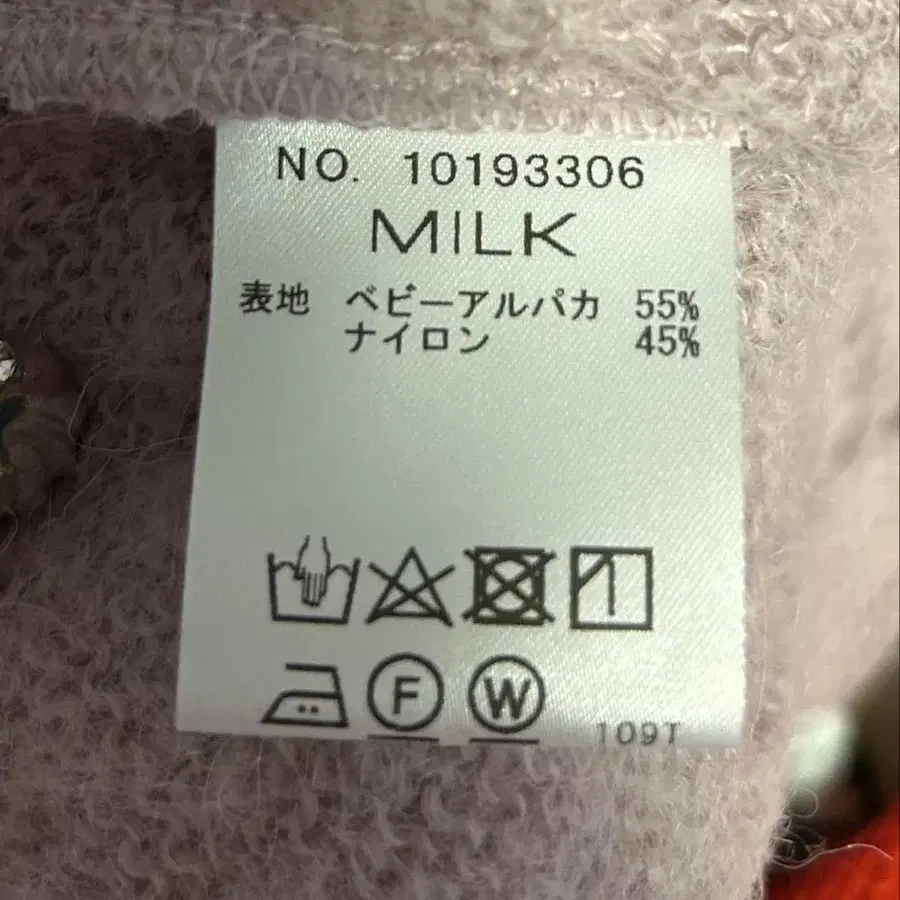 NO. 10193306
MILK
表地 ベビーアルパカ 55%
ナイロン 45%
F W
109T